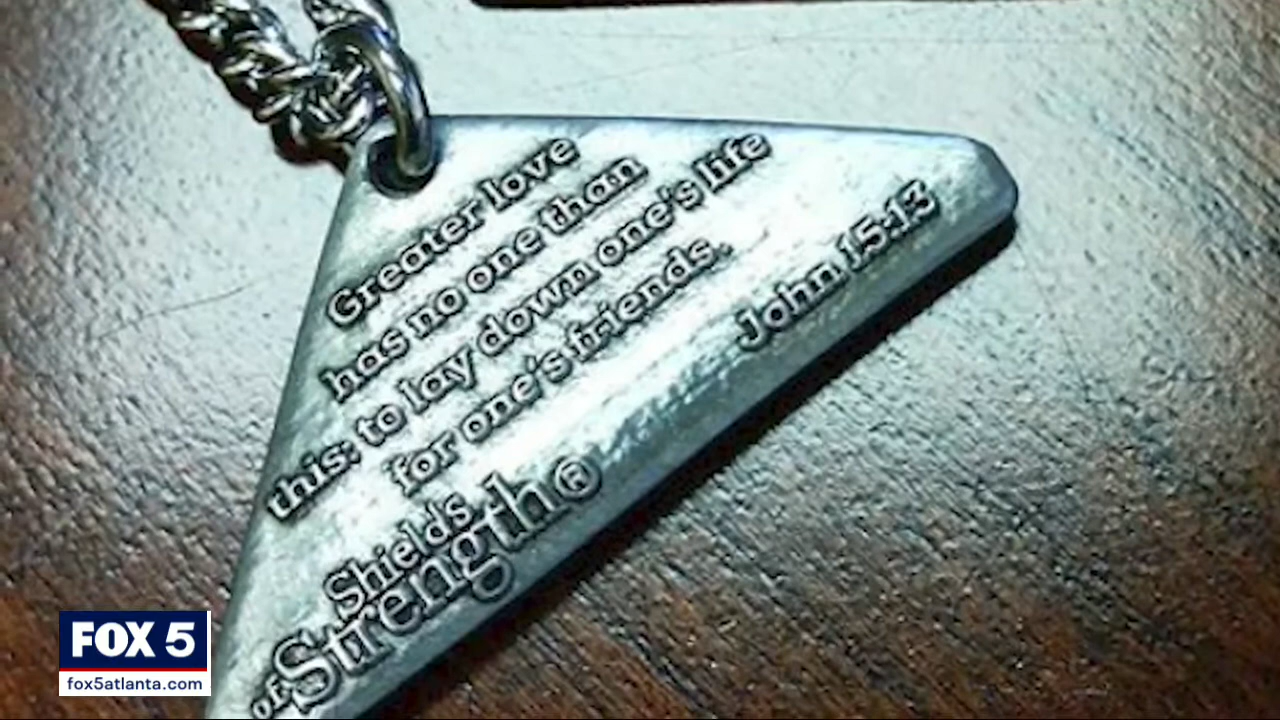 Greater love
has no one than
this: to lay down one's life
for one's friends.
John 15:13
Shields
of Strength®
FOX 5
fox5atlanta.com